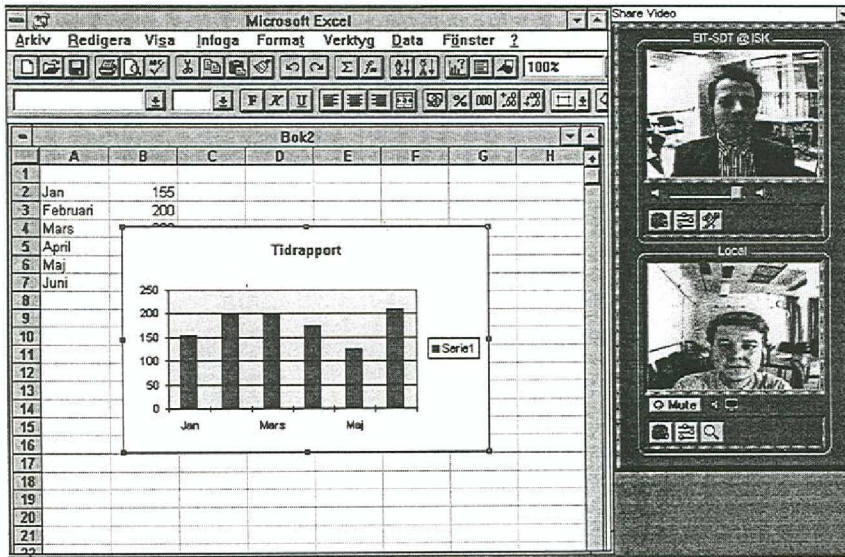 Microsoft Excel
Arkiv Redigera Visa Infoga Format Verktyg Data Fönster ?
100%
F K U % 000
Bok2
A B C D E F G H
1
2 Jan 155
3 Februari 200
4 Mars
5 April
6 Maj
7 Juni
8
9
10
11
12
13
14
15
16
17
18
19
20
21
22
Tidrapport
250
200
150
100
50
0
Jan Mars Maj
Serie1
Share Video
EIT-SDT @ ISK
Local
Mute